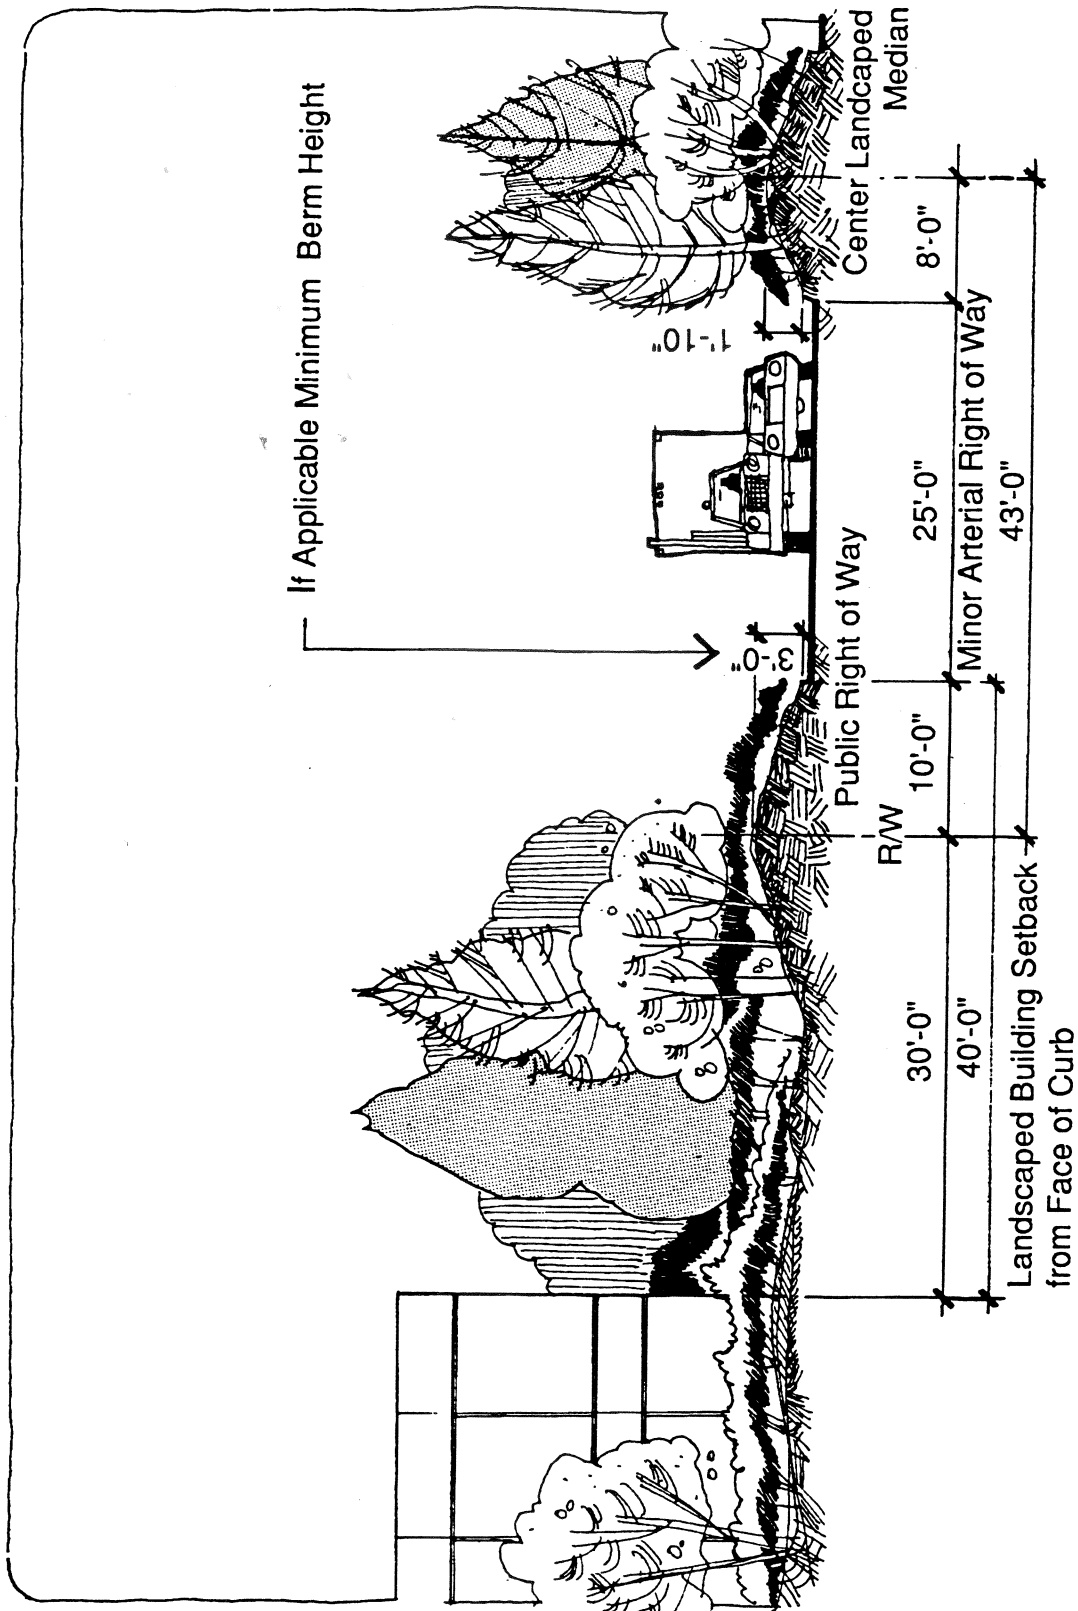 If Applicable Minimum Berm Height
3'-0"
1'-10"
Public Right of Way
Center Landcaped
Median
R/W
30'-0"
10'-0"
25'-0"
8'-0"
40'-0"
Minor Arterial Right of Way
43'-0"
Landscaped Building Setback
from Face of Curb